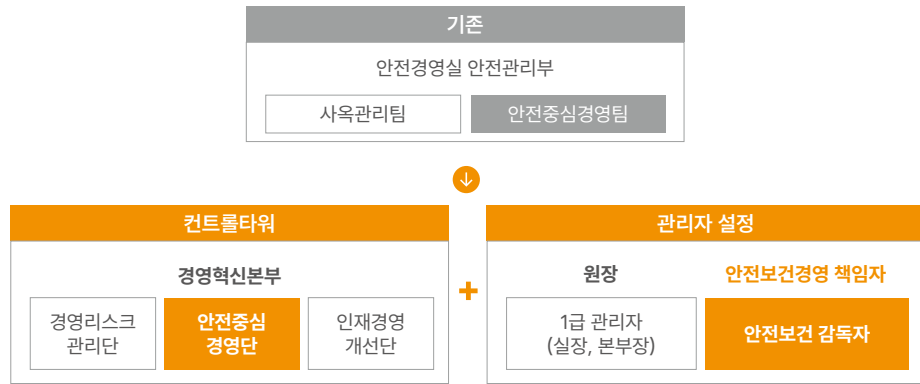 기존
안전경영실 안전관리부
사옥관리팀
안전중심경영팀
컨트롤타워
경영혁신본부
경영리스크
관리단
안전중심
경영단
인재경영
개선단
관리자 설정
원장
안전보건경영 책임자
1급 관리자
(실장, 본부장)
안전보건 감독자